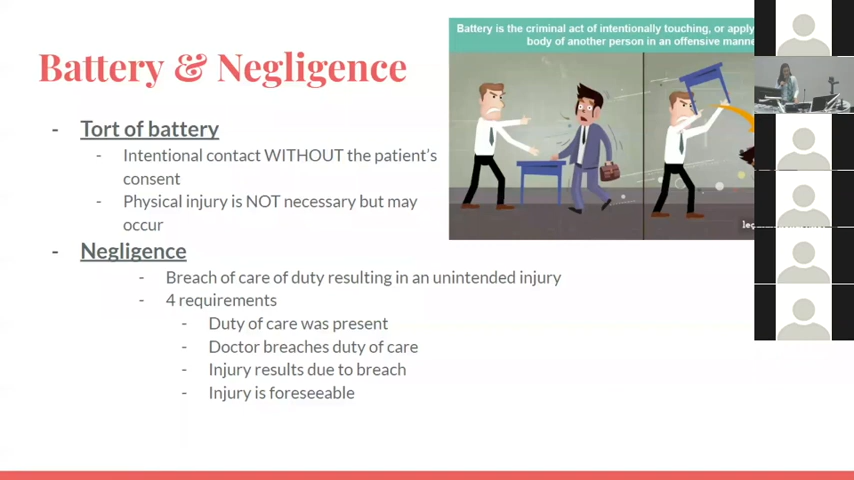 Battery & Negligence
- Tort of battery
- Intentional contact WITHOUT the patient's
consent
- Physical injury is NOT necessary but may
occur
- Negligence
- Breach of care of duty resulting in an unintended injury
- 4 requirements
- Duty of care was present
- Doctor breaches duty of care
- Injury results due to breach
- Injury is foreseeable
Battery is the criminal act of intentionally touching, or apply
body of another person in an offensive manne